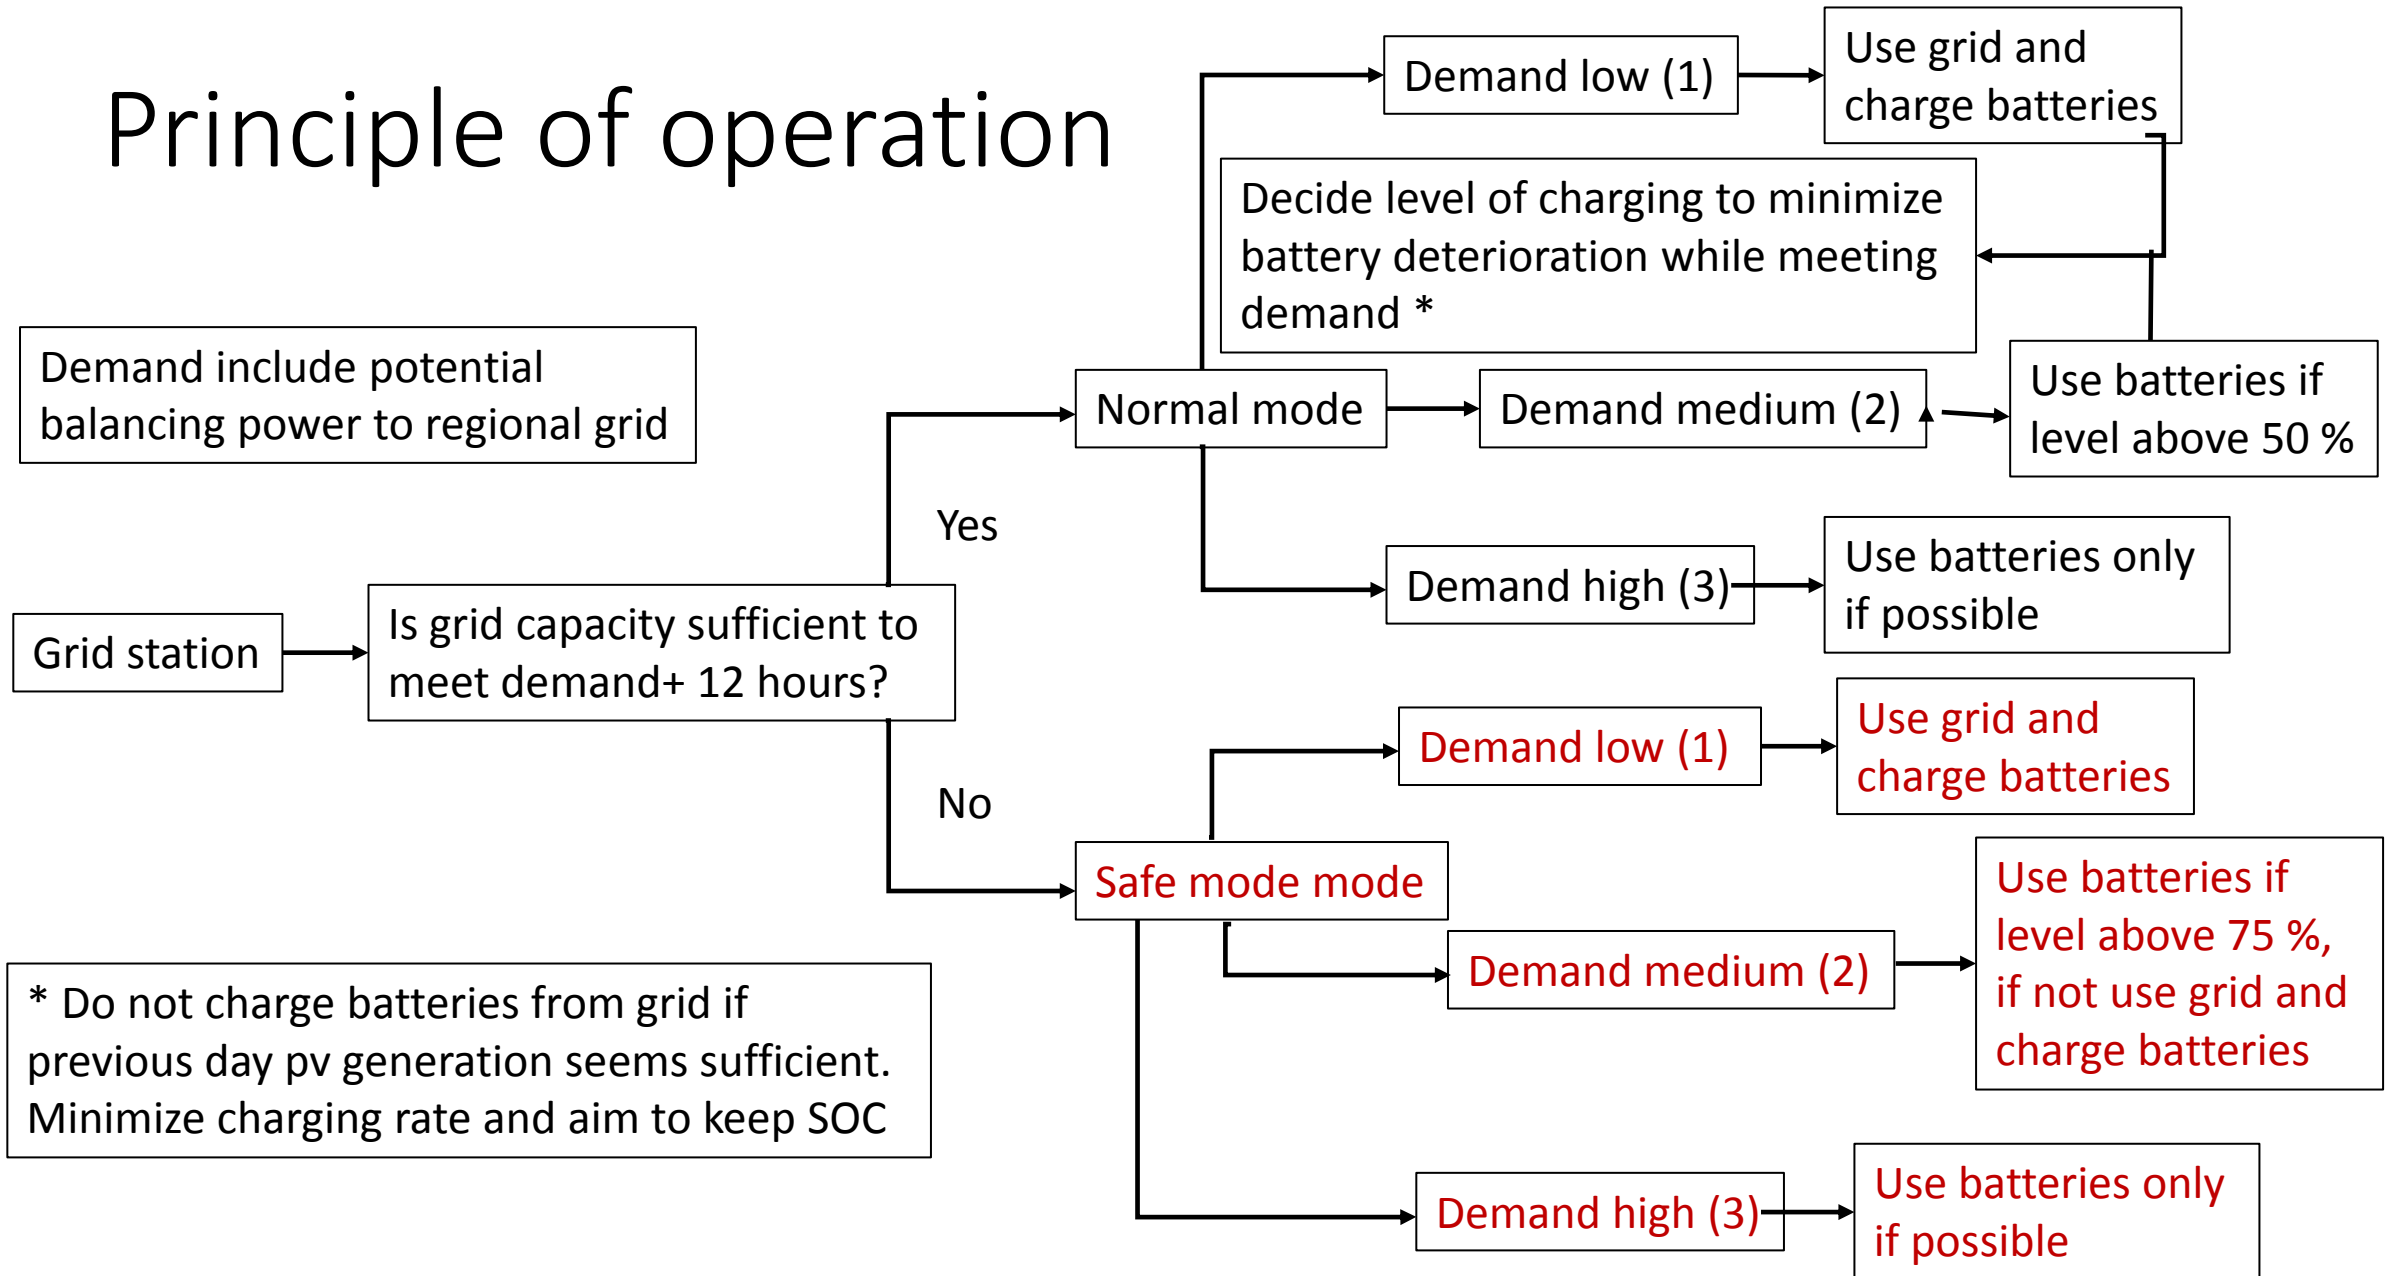 Principle of operation
Demand low (1)
Use grid and
charge batteries
Decide level of charging to minimize
battery deterioration while meeting
demand *
Demand include potential
balancing power to regional grid
Normal mode
Demand medium (2)
Use batteries if
level above 50 %
Yes
Demand high (3)
Use batteries only
if possible
Grid station
Is grid capacity sufficient to
meet demand+ 12 hours?
No
Demand low (1)
Use grid and
charge batteries
Safe mode mode
Demand medium (2)
Use batteries if
level above 75 %,
if not use grid and
charge batteries
* Do not charge batteries from grid if
previous day pv generation seems sufficient.
Minimize charging rate and aim to keep SOC
Demand high (3)
Use batteries only
if possible